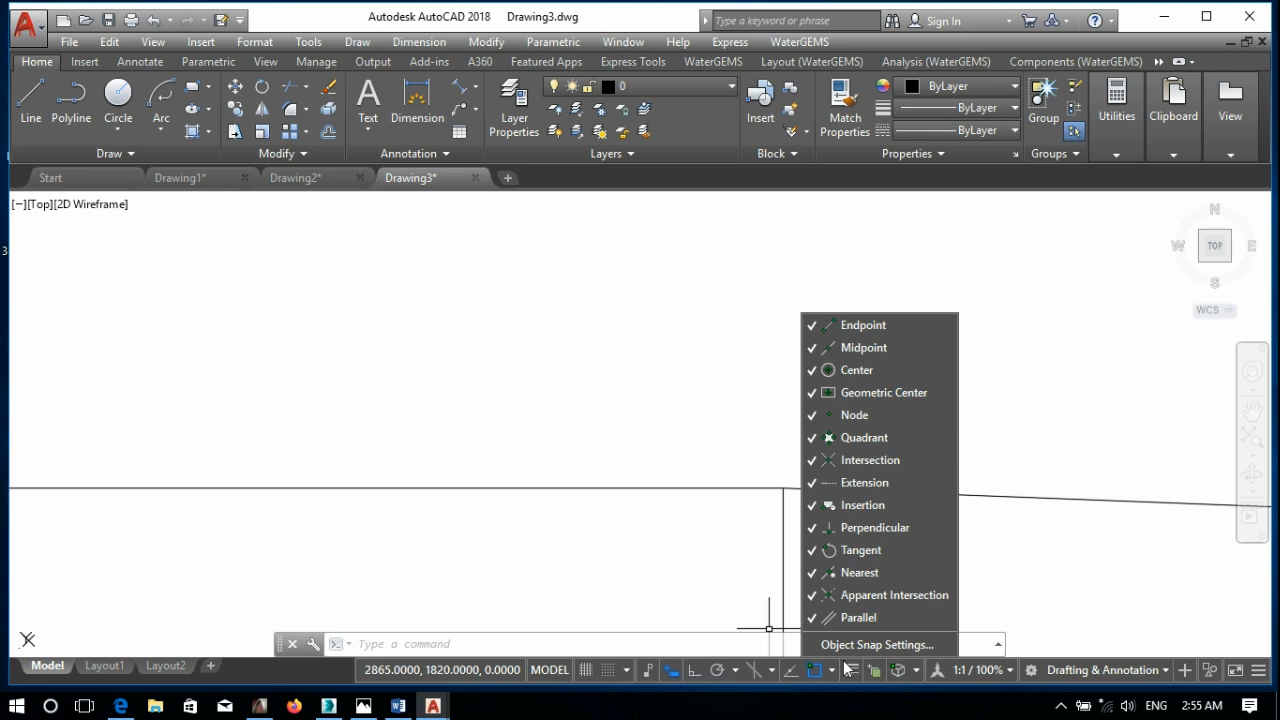 Autodesk AutoCAD 2018 Drawing3.dwg
Type a keyword or phrase
Sign In
File Edit View Insert Format Tools Draw Dimension Modify Parametric Window Help Express WaterGEMS
Home Insert Annotate Parametric View Manage Output Add-ins A360 Featured Apps Express Tools WaterGEMS Layout (WaterGEMS) Analysis (WaterGEMS) Components (WaterGEMS)
0
ByLayer
ByLayer
ByLayer
Line Polyline Circle Arc
Text Dimension
Layer
Properties
Insert
Match
Properties
Group
Utilities
Clipboard
View
Draw Modify Annotation Layers Block Properties Groups
Start Drawing1* Drawing2* Drawing3*
[−][Top][2D Wireframe]
N
W TOP E
S
WCS
3
Endpoint
Midpoint
Center
Geometric Center
Node
Quadrant
Intersection
Extension
Insertion
Perpendicular
Tangent
Nearest
Apparent Intersection
Parallel
Object Snap Settings...
X
Type a command
Model Layout1 Layout2
2865.0000, 1820.0000, 0.0000 MODEL
1:1 / 100%
Drafting & Annotation
ENG 2:55 AM